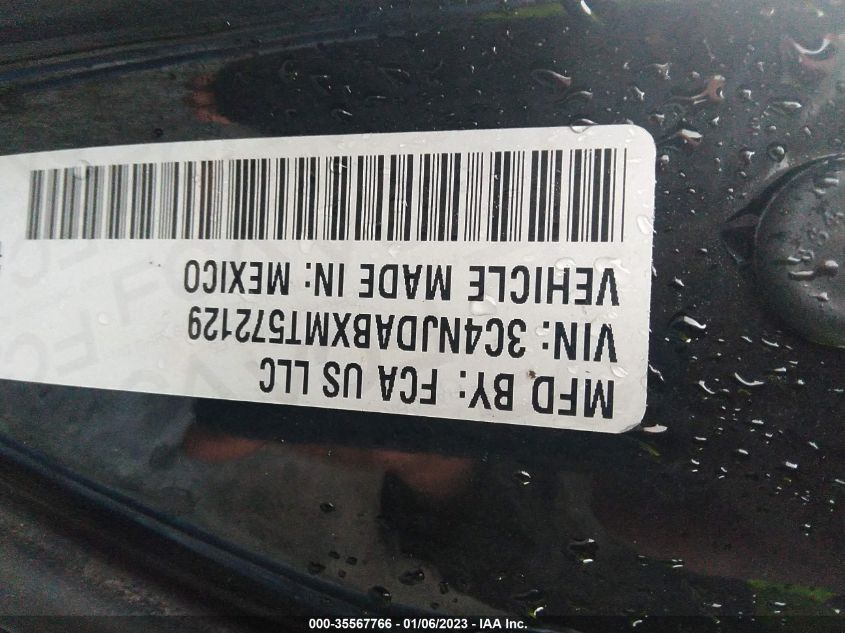 MFD BY: FCA US LLC
VIN: 3C4NJDABXMT572129
VEHICLE MADE IN: MEXICO
000-35567766 - 01/06/2023 - IAA Inc.